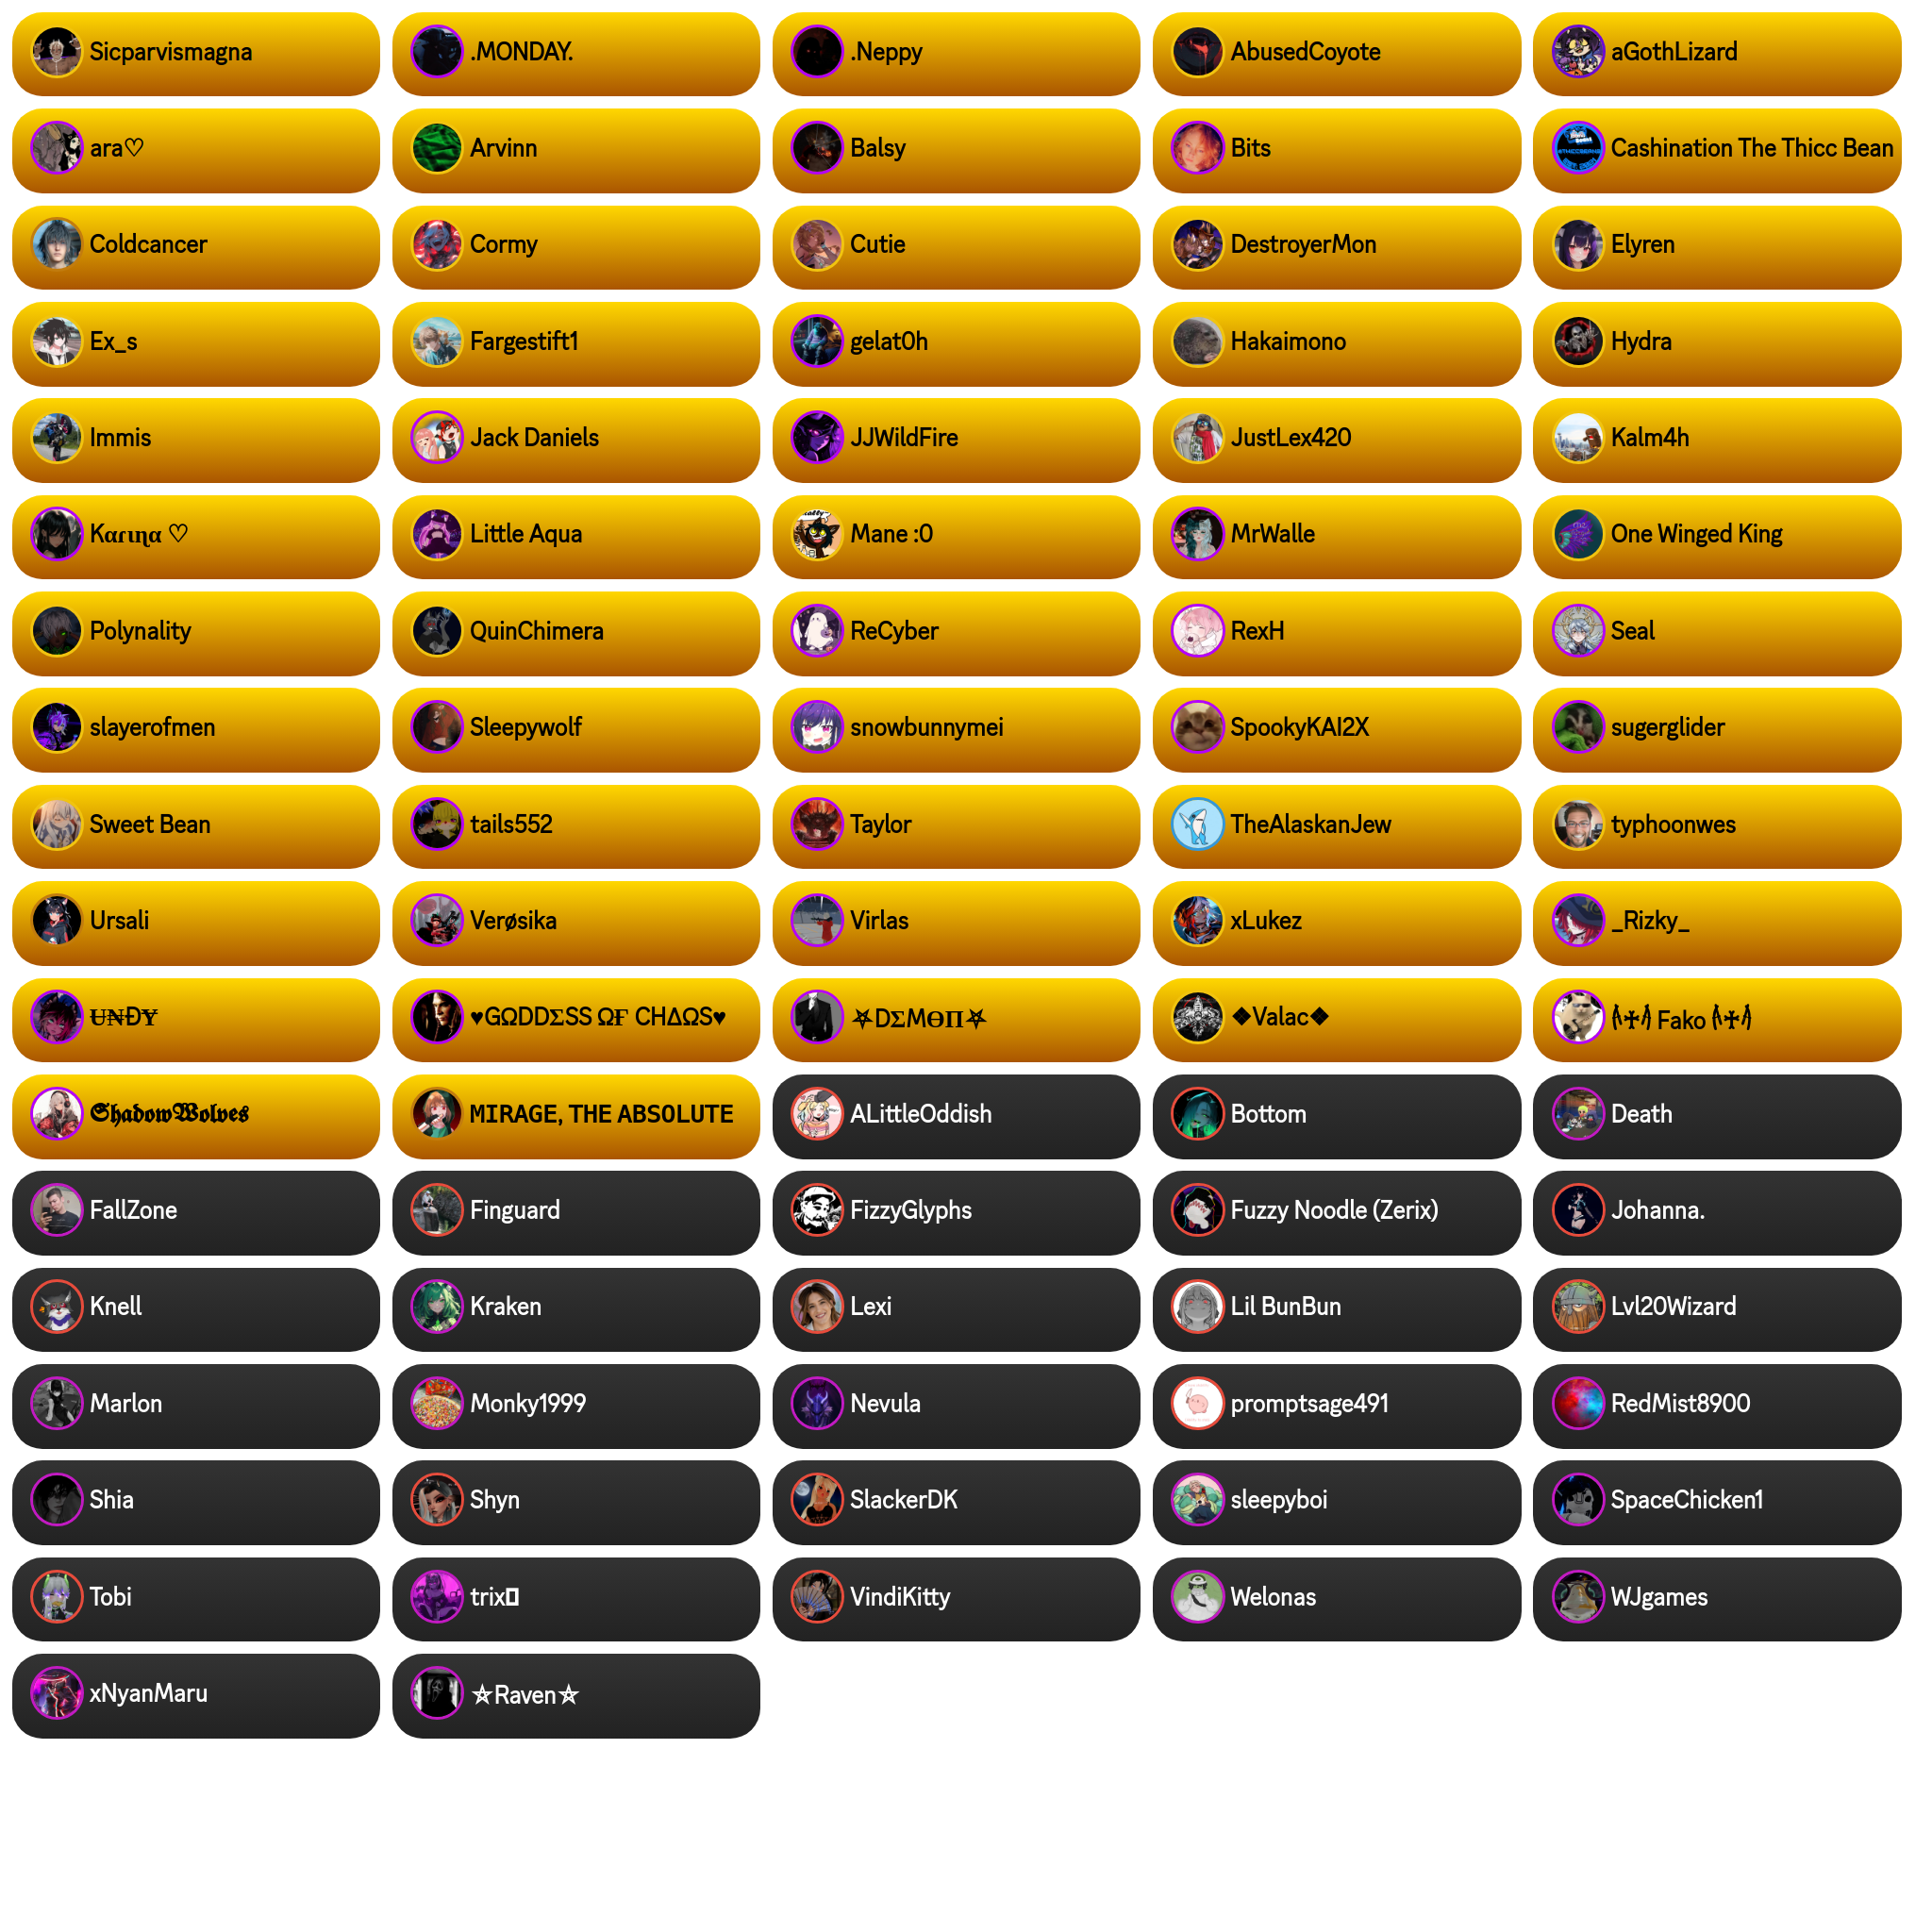 Sicparvismagna
.MONDAY.
.Neppy
AbusedCoyote
aGothLizard
ara♡
Arvinn
Balsy
Bits
Cashination The Thicc Bean
Coldcancer
Cormy
Cutie
DestroyerMon
Elyren
Ex_s
Fargestift1
gelat0h
Hakaimono
Hydra
Immis
Jack Daniels
JJWildFire
JustLex420
Kalm4h
Kαɾιɳα ♡
Little Aqua
Mane :0
MrWalle
One Winged King
Polynality
QuinChimera
ReCyber
RexH
Seal
slayerofmen
Sleepywolf
snowbunnymei
SpookyKAI2X
sugerglider
Sweet Bean
tails552
Taylor
TheAlaskanJew
typhoonwes
Ursali
Verøsika
Virlas
xLukez
_Rizky_
Ʉ₦ĐɎ
♥GΩDDΣSS ΩҒ CHΔΩS♥
⛧DΣMӨΠ⛧
❖Valac❖
Fako
𝕾𝖍𝖆𝖉𝖔𝖜𝖂𝖔𝖑𝖛𝖊𝖘
MIRAGE, THE ABSOLUTE
ALittleOddish
Bottom
Death
FallZone
Finguard
FizzyGlyphs
Fuzzy Noodle (Zerix)
Johanna.
Knell
Kraken
Lexi
Lil BunBun
Lvl20Wizard
Marlon
Monky1999
Nevula
promptsage491
RedMist8900
Shia
Shyn
SlackerDK
sleepyboi
SpaceChicken1
Tobi
trix
VindiKitty
Welonas
WJgames
xNyanMaru
⛤Raven⛤